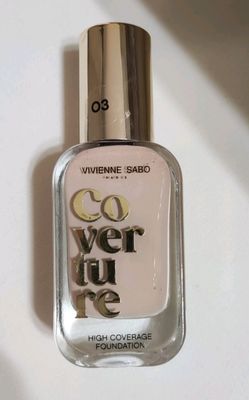 03
VIVIENNE SABO
Co
ver
tu
re
HIGH COVERAGE
FOUNDATION